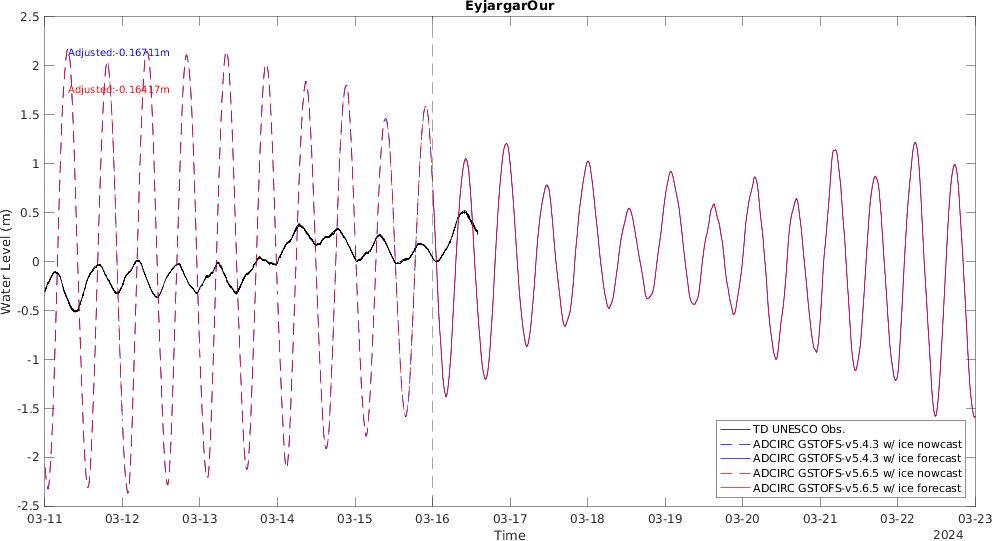 EyjargarOur
2.5
2
1.5
1
0.5
0
-0.5
-1
-1.5
-2
-2.5
Water Level (m)
Adjusted:-0.16711m
Adjusted:-0.16417m
TD UNESCO Obs.
ADCIRC GSTOFS-v5.4.3 w/ ice nowcast
ADCIRC GSTOFS-v5.4.3 w/ ice forecast
ADCIRC GSTOFS-v5.6.5 w/ ice nowcast
ADCIRC GSTOFS-v5.6.5 w/ ice forecast
03-11 03-12 03-13 03-14 03-15 03-16 03-17 03-18 03-19 03-20 03-21 03-22 03-23
Time
2024